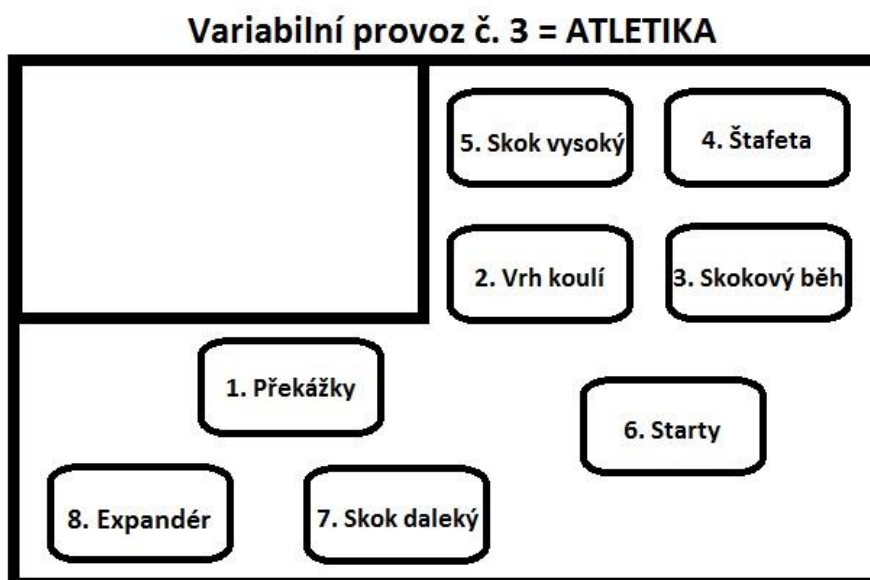 Variabilní provoz č. 3 = ATLETIKA
5. Skok vysoký
4. Štafeta
2. Vrh koulí
3. Skokový běh
1. Překážky
6. Starty
8. Expandér
7. Skok daleký